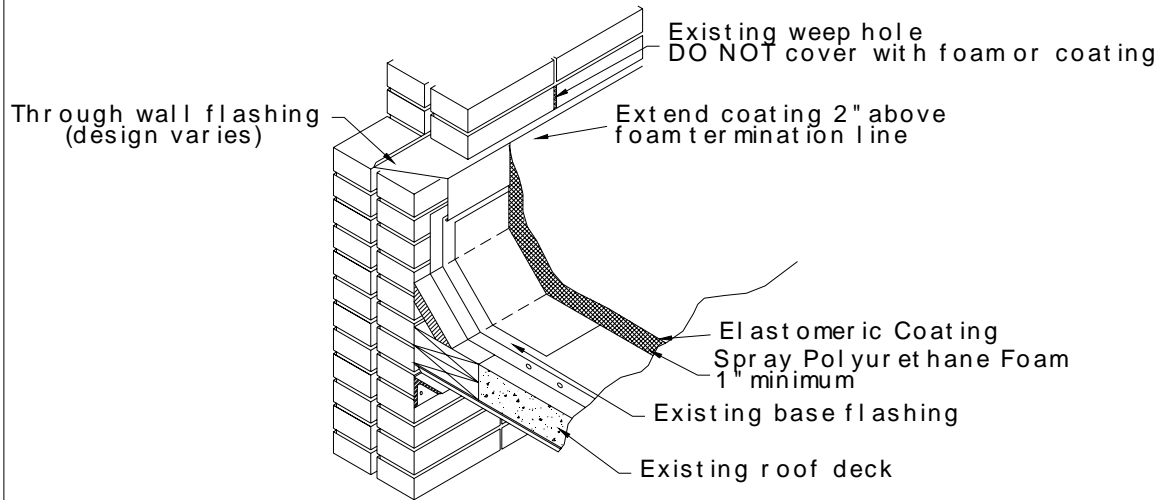 Existing weep hole
DO NOT cover with foam or coating
Through wall flashing
(design varies)
Extend coating 2" above
foam termination line
Elastomeric Coating
Spray Polyurethane Foam
1" minimum
Existing base flashing
Existing roof deck